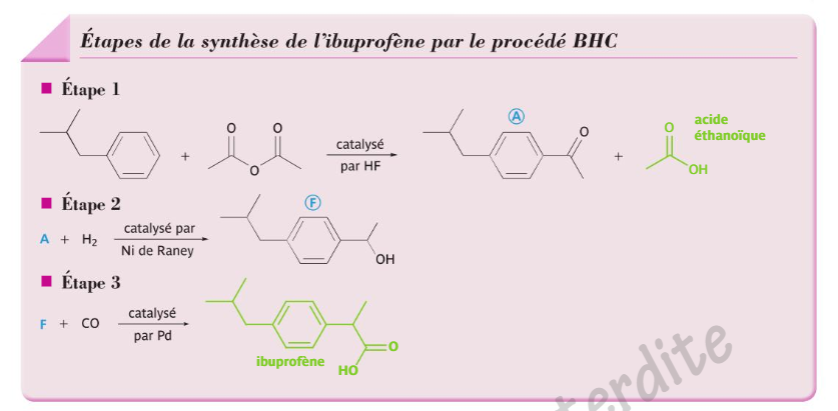 Étapes de la synthèse de l'ibuprofène par le procédé BHC
■ Étape 1
O O
O
+
catalysé
par HF
A
O
+
O
OH
acide
éthanoïque
■ Étape 2
A + H₂
catalysé par
Ni de Raney
F
OH
■ Étape 3
F + CO
catalysé
par Pd
ibuprofène
HO
O